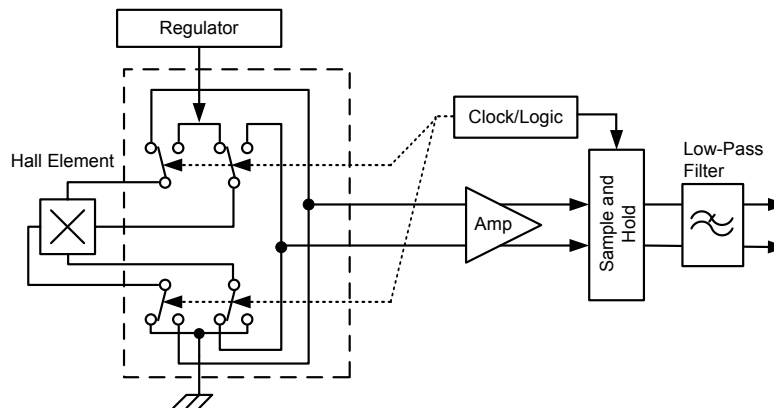 Regulator
Hall Element
Clock/Logic
Amp
Sample and
Hold
Low-Pass
Filter